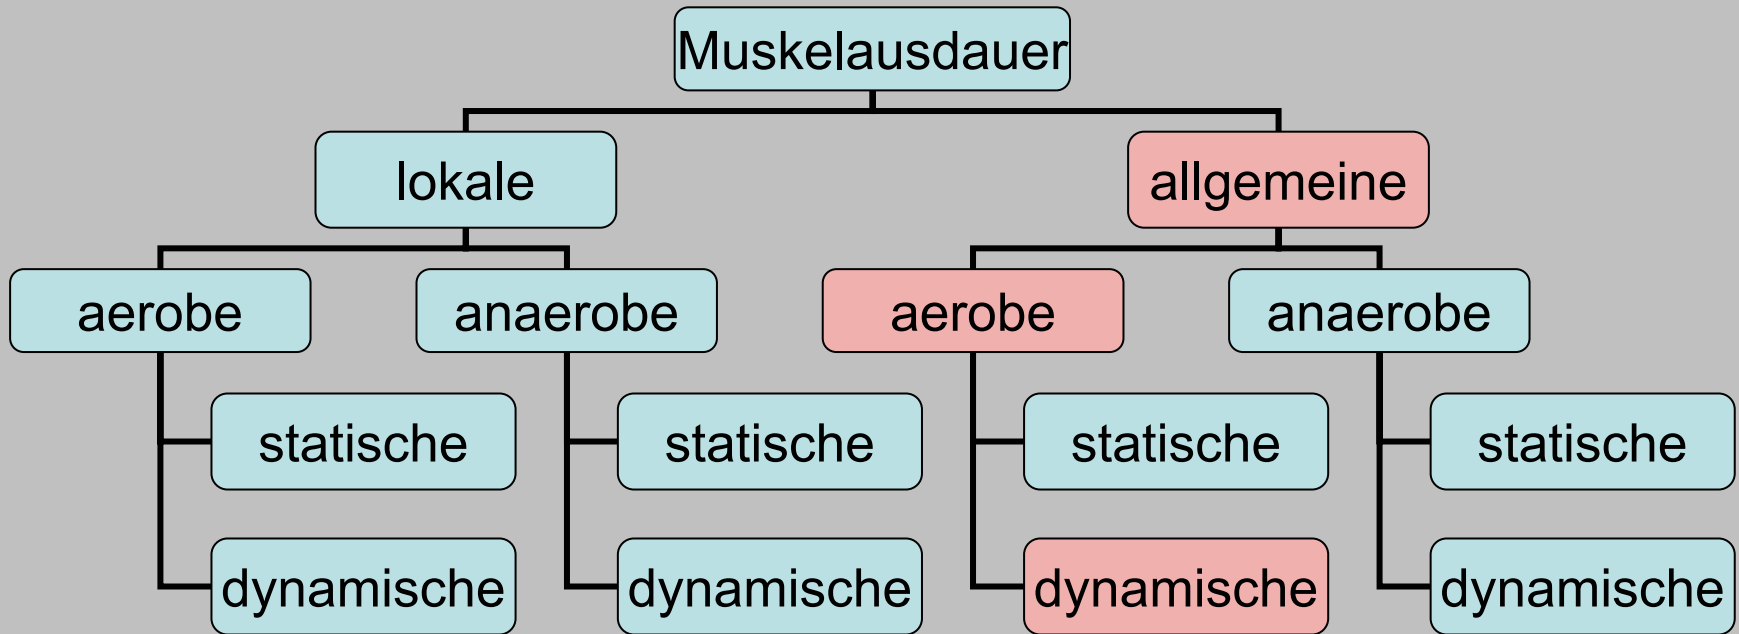 Muskelausdauer
lokale
allgemeine
aerobe
anaerobe
aerobe
anaerobe
statische
statische
statische
statische
dynamische
dynamische
dynamische
dynamische